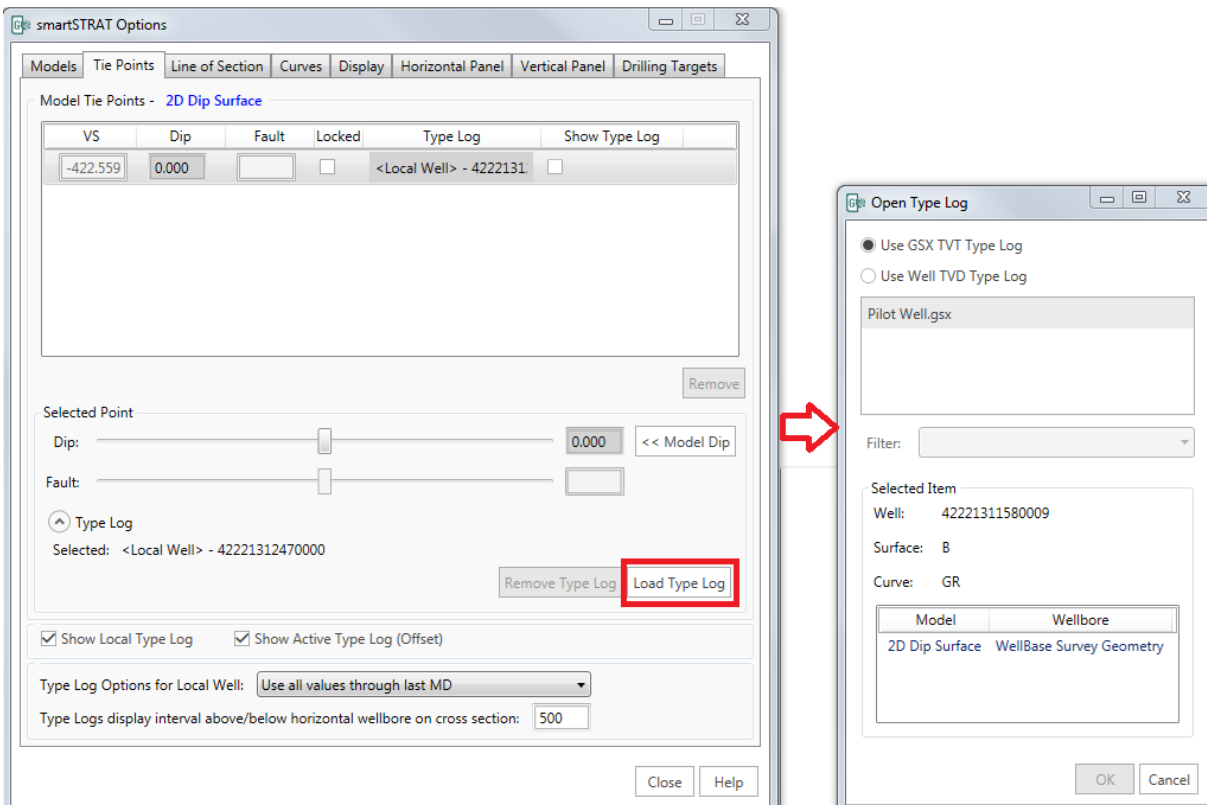 smartSTRAT Options
Models Tie Points Line of Section Curves Display Horizontal Panel Vertical Panel Drilling Targets
Model Tie Points - 2D Dip Surface
VS Dip Fault Locked Type Log Show Type Log
-422.559 0.000 <Local Well> - 4222131
Remove
Selected Point
Dip: 0.000 << Model Dip
Fault:
Type Log
Selected: <Local Well> - 42221312470000
Remove Type Log Load Type Log
Show Local Type Log Show Active Type Log (Offset)
Type Log Options for Local Well: Use all values through last MD
Type Logs display interval above/below horizontal wellbore on cross section: 500
Close Help
Open Type Log
Use GSX TVT Type Log
Use Well TVD Type Log
Pilot Well.gsx
Filter:
Selected Item
Well: 42221311580009
Surface: B
Curve: GR
Model Wellbore
2D Dip Surface WellBase Survey Geometry
OK Cancel